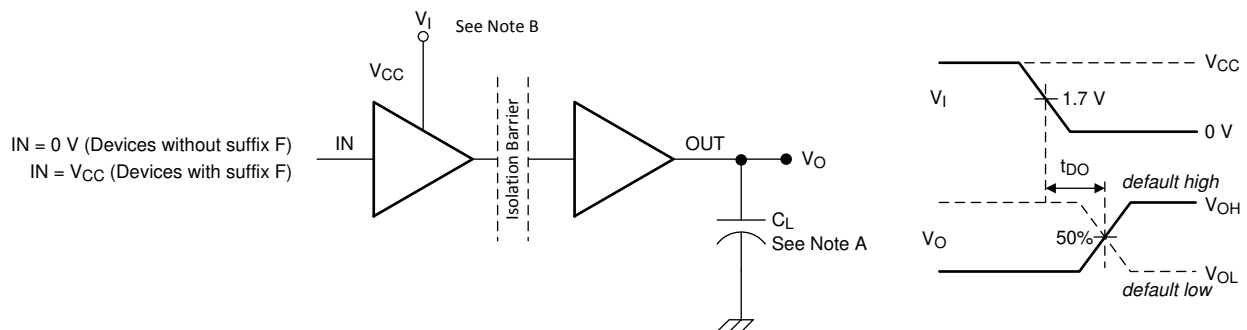 V_I
See Note B
V_CC
IN = 0 V (Devices without suffix F)
IN = V_CC (Devices with suffix F)
IN
Isolation Barrier
OUT
V_O
C_L
See Note A
V_I
V_CC
1.7 V
0 V
t_DO
default high
V_OH
V_O
50%
V_OL
default low